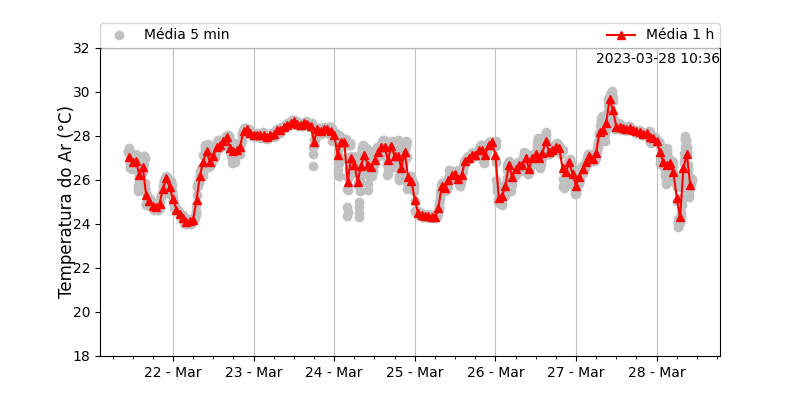 Média 5 min
Média 1 h
2023-03-28 10:36
Temperatura do Ar (°C)
32
30
28
26
24
22
20
18
22 - Mar
23 - Mar
24 - Mar
25 - Mar
26 - Mar
27 - Mar
28 - Mar